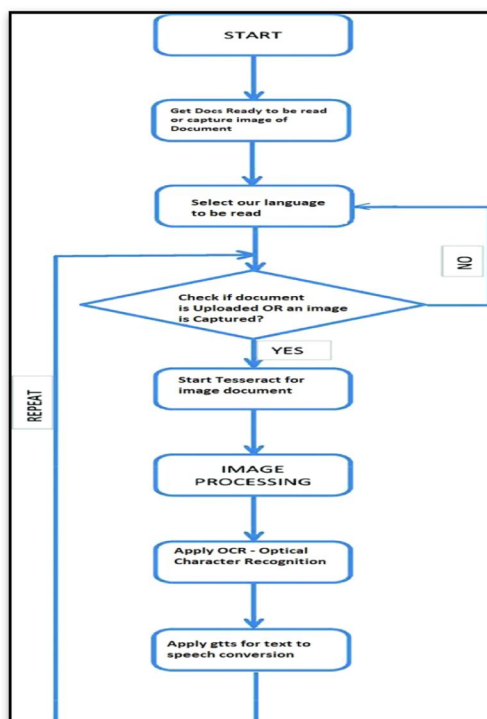 START
Get Docs Ready to be read
or capture image of
Document
Select our language
to be read
NO
Check if document
is Uploaded OR an image
is Captured?
YES
Start Tesseract for
image document
REPEAT
IMAGE
PROCESSING
Apply OCR - Optical
Character Recognition
Apply gtts for text to
speech conversion